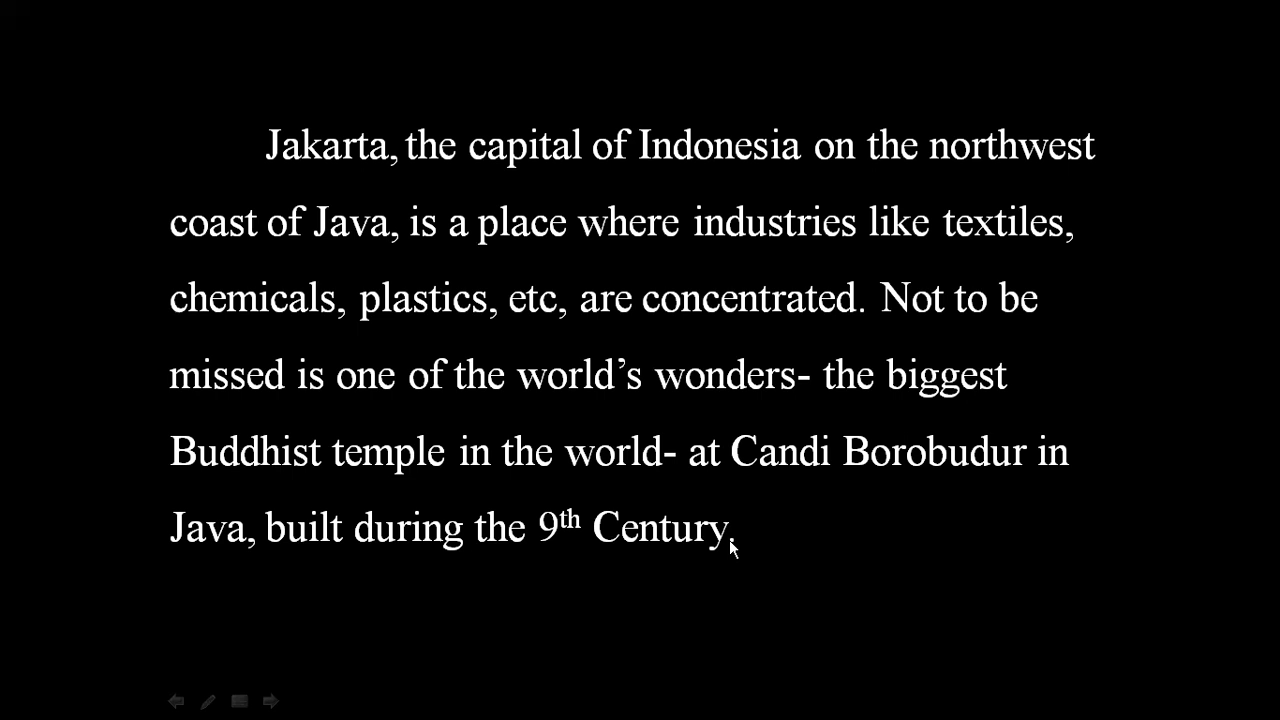 Jakarta, the capital of Indonesia on the northwest
coast of Java, is a place where industries like textiles,
chemicals, plastics, etc, are concentrated. Not to be
missed is one of the world’s wonders- the biggest
Buddhist temple in the world- at Candi Borobudur in
Java, built during the 9th Century.